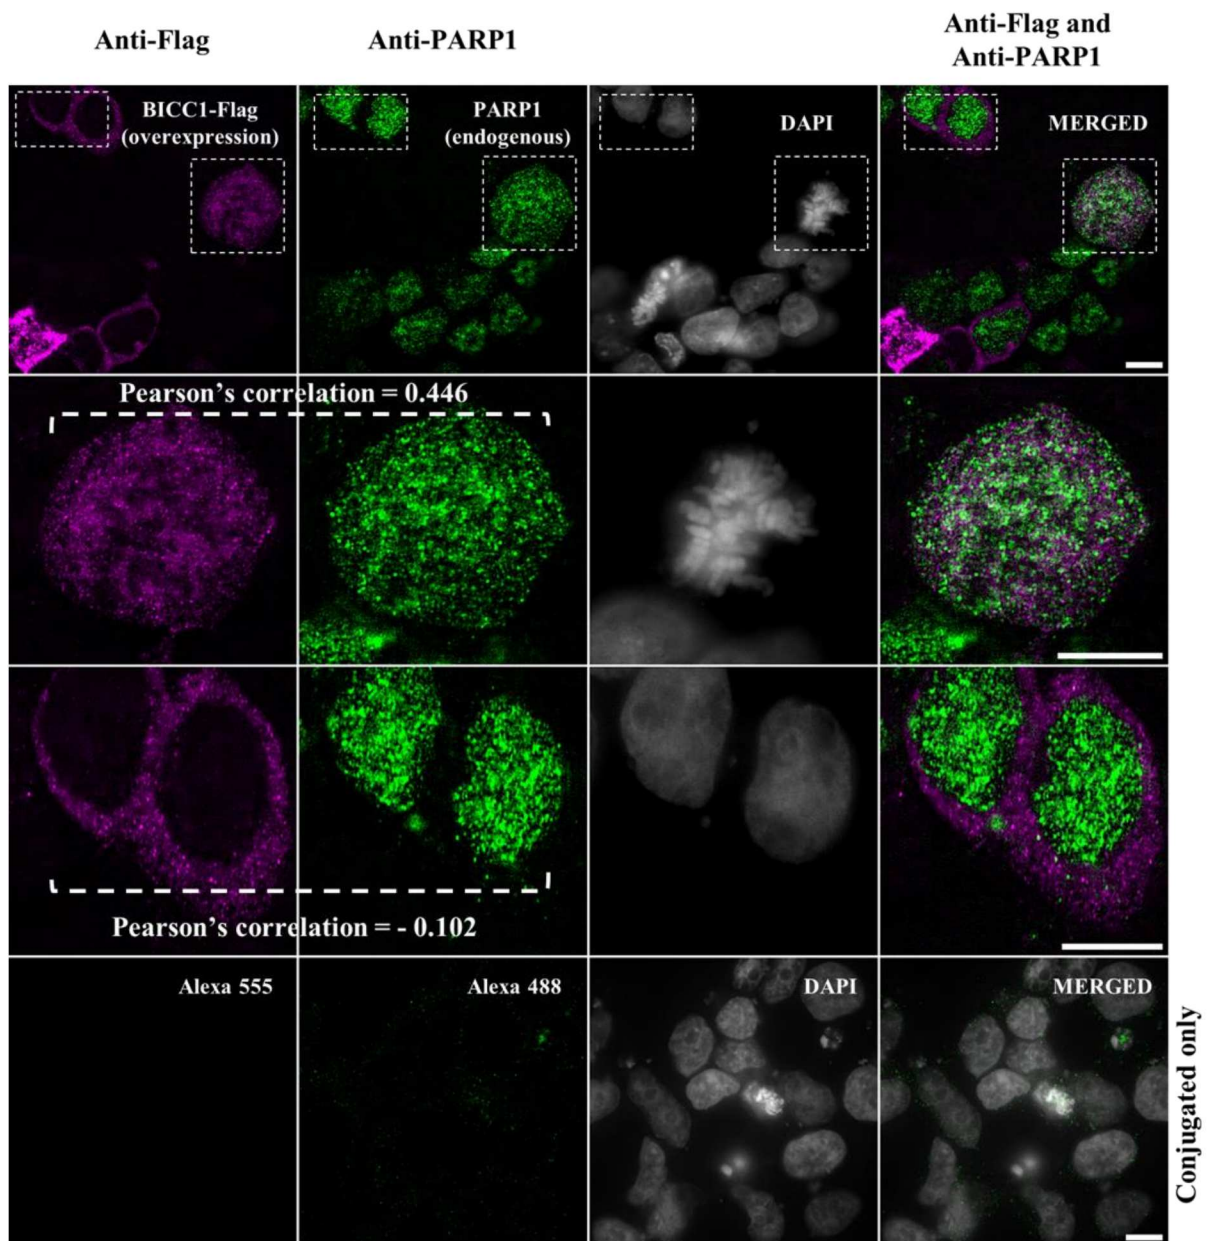 Anti-Flag
Anti-PARP1
Anti-Flag and
Anti-PARP1
BICC1-Flag
(overexpression)
PARP1
(endogenous)
DAPI
MERGED
Pearson’s correlation = 0.446
Pearson’s correlation = - 0.102
Alexa 555
Alexa 488
DAPI
MERGED
Conjugated only